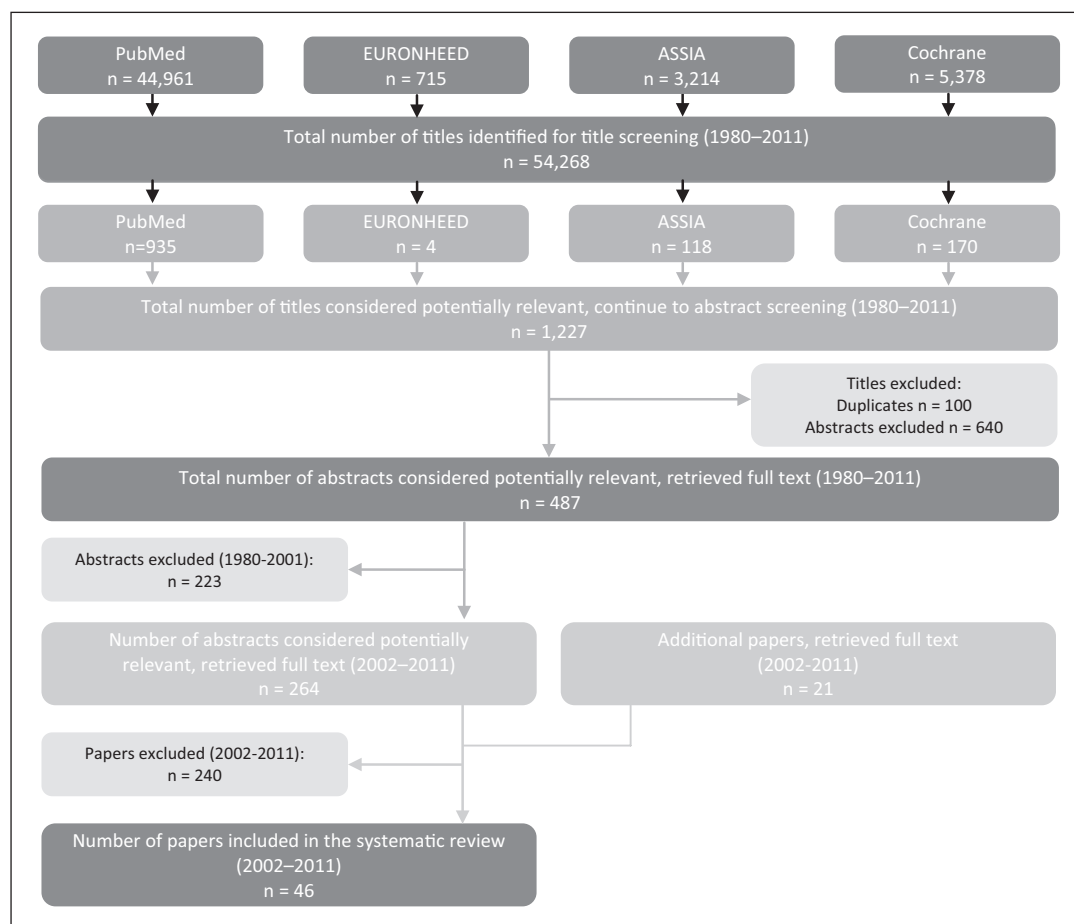 PubMed
n = 44,961
EURONHEED
n = 715
ASSIA
n = 3,214
Cochrane
n = 5,378
Total number of titles identified for title screening (1980–2011)
n = 54,268
PubMed
n=935
EURONHEED
n = 4
ASSIA
n = 118
Cochrane
n = 170
Total number of titles considered potentially relevant, continue to abstract screening (1980–2011)
n = 1,227
Titles excluded:
Duplicates n = 100
Abstracts excluded n = 640
Total number of abstracts considered potentially relevant, retrieved full text (1980–2011)
n = 487
Abstracts excluded (1980-2001):
n = 223
Number of abstracts considered potentially
relevant, retrieved full text (2002–2011)
n = 264
Additional papers, retrieved full text
(2002-2011)
n = 21
Papers excluded (2002-2011):
n = 240
Number of papers included in the systematic review
(2002–2011)
n = 46